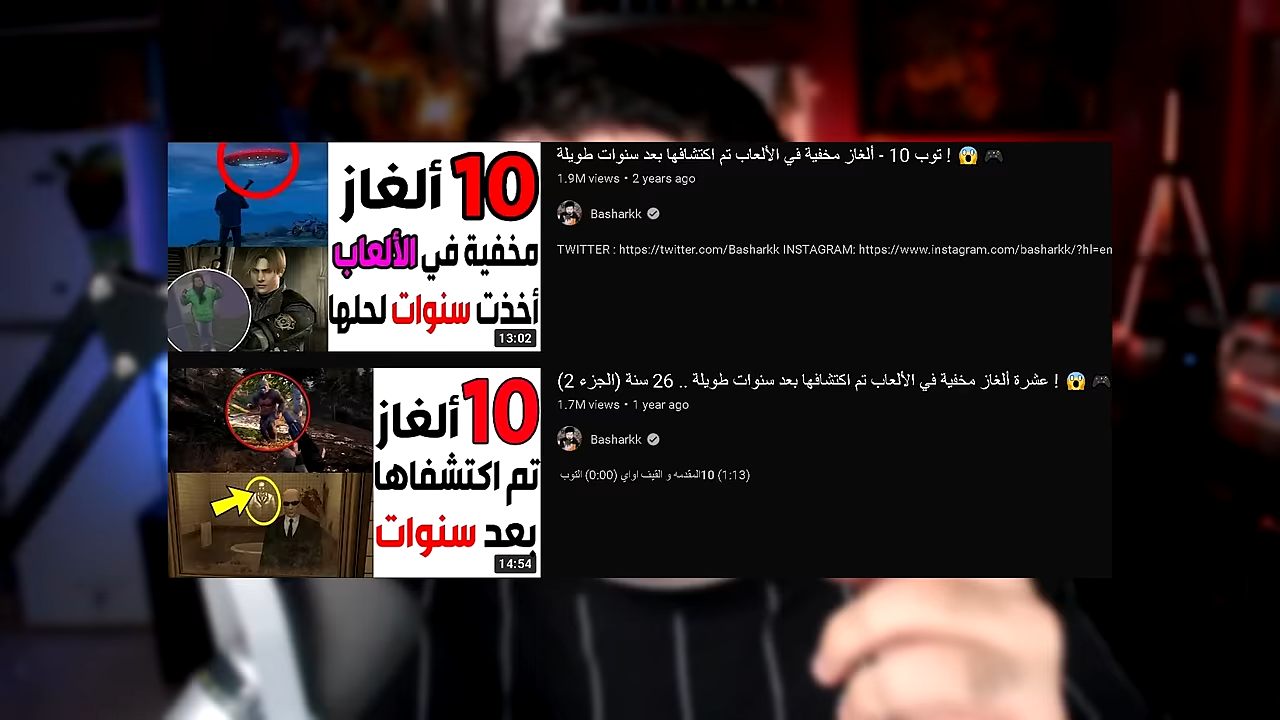 10 ألغاز
مخفية في الألعاب
أخذت سنوات لحلها
13:02
توب 10 - ألغاز مخفية في الألعاب تم اكتشافها بعد سنوات طويلة ! 😱 🎮
1.9M views • 2 years ago
Basharkk
TWITTER : https://twitter.com/Basharkk INSTAGRAM: https://www.instagram.com/basharkk/?hl=en
10 ألغاز
تم اكتشفاها
بعد سنوات
14:54
عشرة ألغاز مخفية في الألعاب تم اكتشافها بعد سنوات طويلة .. 26 سنة (الجزء 2) ! 😱 🎮
1.7M views • 1 year ago
Basharkk
المقدمه و القيف اواي (0:00) التوب 10 (1:13)